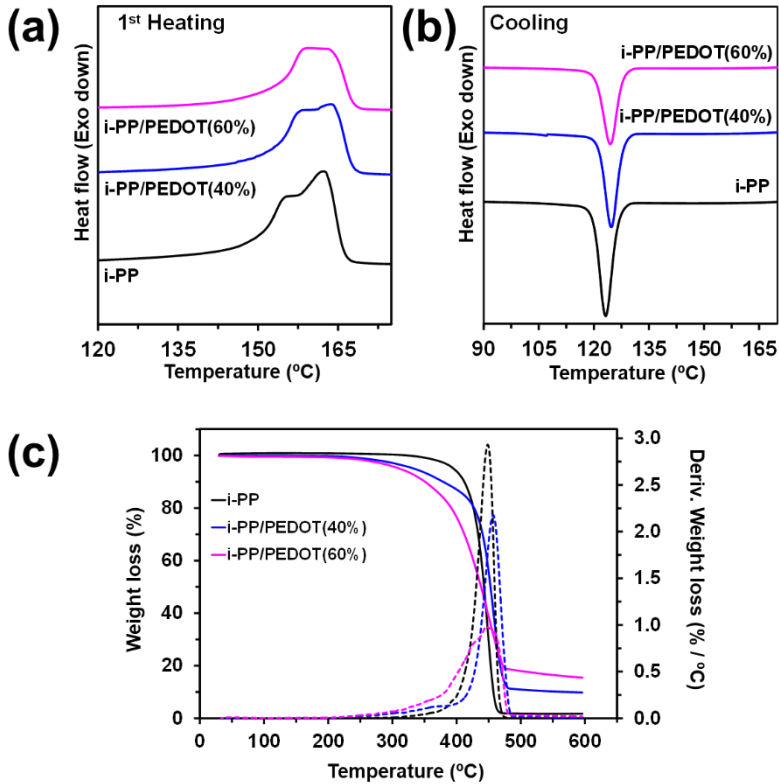 (a)
1st Heating
Heat flow (Exo down)
i-PP/PEDOT(60%)
i-PP/PEDOT(40%)
i-PP
120 135 150 165
Temperature (ºC)
(b)
Cooling
Heat flow (Exo down)
i-PP/PEDOT(60%)
i-PP/PEDOT(40%)
i-PP
90 105 120 135 150 165
Temperature (ºC)
(c)
Weight loss (%)
100
80
60
40
20
0
i-PP
i-PP/PEDOT(40%)
i-PP/PEDOT(60%)
3.0
2.5
2.0
1.5
1.0
0.5
0.0
Deriv. Weight loss (% / ºC)
0 100 200 300 400 500 600
Temperature (ºC)